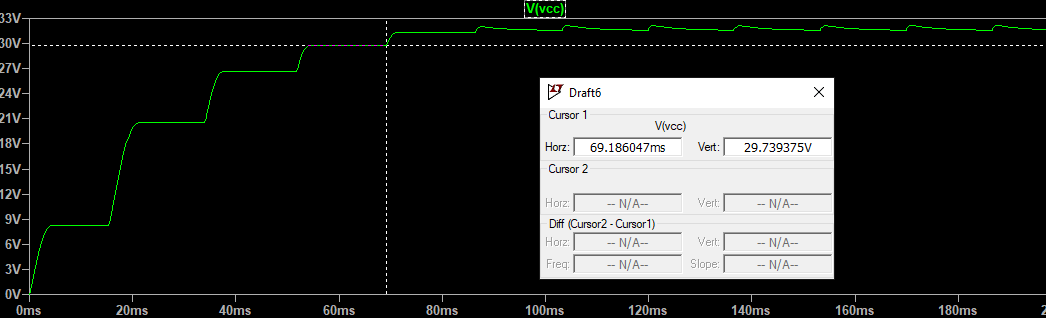 V(vcc)
33V
30V
27V
24V
21V
18V
15V
12V
9V
6V
3V
0V
0ms 20ms 40ms 60ms 80ms 100ms 120ms 140ms 160ms 180ms 2
Draft6
Cursor 1
V(vcc)
Horz: 69.186047ms Vert: 29.739375V
Cursor 2
Horz: -- N/A-- Vert: -- N/A--
Diff (Cursor2 - Cursor1)
Horz: -- N/A-- Vert: -- N/A--
Freq: -- N/A-- Slope: -- N/A--